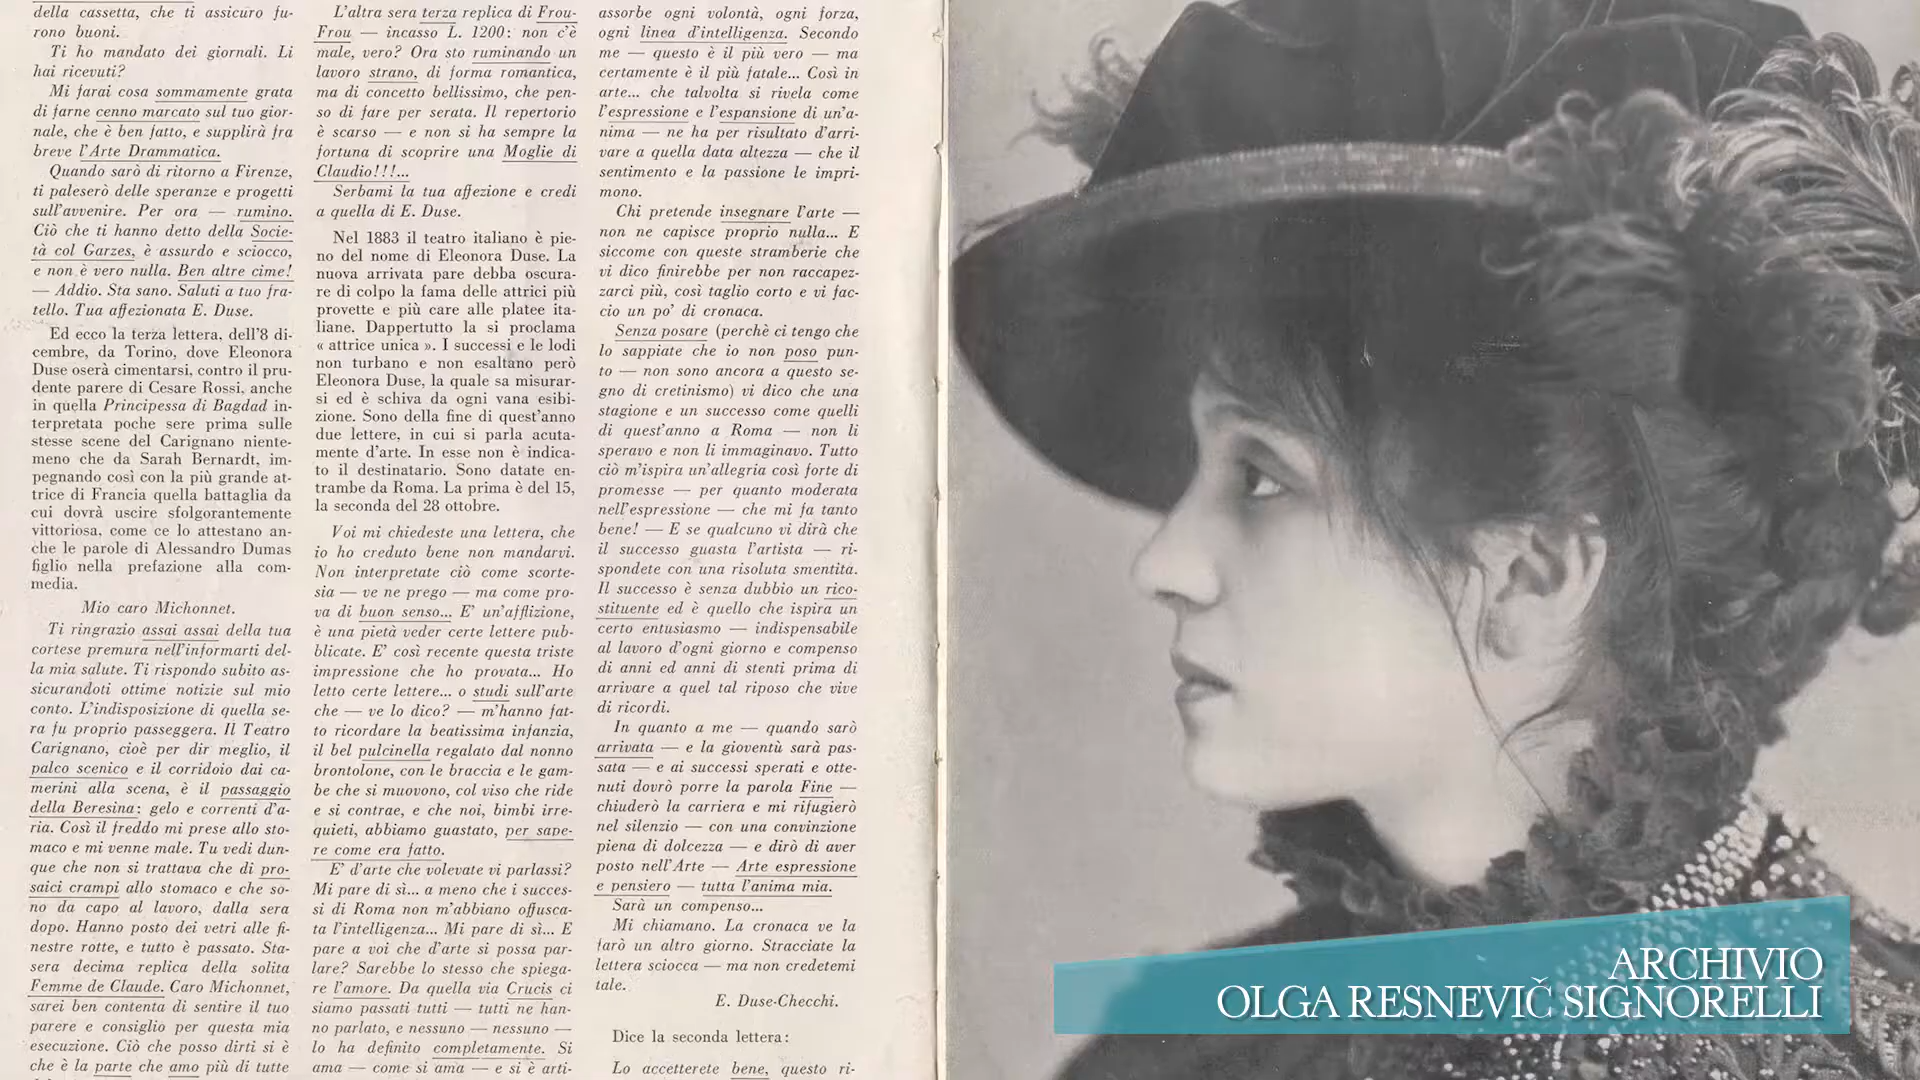 della cassetta, che ti assicuro fu-
rono buoni.
Ti ho mandato dei giornali. Li
hai ricevuti?
Mi farai cosa sommamente grata
di farne cenno marcato sul tuo gior-
nale, che è ben fatto, e supplirà fra
breve l'Arte Drammatica.
Quando sarò di ritorno a Firenze,
ti paleserò delle speranze e progetti
sull'avvenire. Per ora — rumino.
Ciò che ti hanno detto della Socie-
tà col Garzes, è assurdo e sciocco,
e non è vero nulla. Ben altre cime!
— Addio. Sta sano. Saluti a tuo fra-
tello. Tua affezionata E. Duse.
Ed ecco la terza lettera, dell'8 di-
cembre, da Torino, dove Eleonora
Duse oserà cimentarsi, contro il pru-
dente parere di Cesare Rossi, anche
in quella Principessa di Bagdad in-
terpretata poche sere prima sulle
stesse scene del Carignano niente-
meno che da Sarah Bernardt, im-
pegnando così con la più grande at-
trice di Francia quella battaglia da
cui dovrà uscire sfolgorantemente
vittoriosa, come ce lo attestano an-
che le parole di Alessandro Dumas
figlio nella prefazione alla com-
media.
Mio caro Michonnet.
Ti ringrazio assai assai della tua
cortese premura nell'informarti del-
la mia salute. Ti rispondo subito as-
sicurandoti ottime notizie sul mio
conto. L'indisposizione di quella se-
ra fu proprio passeggera. Il Teatro
Carignano, cioè per dir meglio, il
palco scenico e il corridoio dai ca-
merini alla scena, è il passaggio
della Beresina: gelo e correnti d'a-
ria. Così il freddo mi prese allo sto-
maco e mi venne male. Tu vedi dun-
que che non si trattava che di pro-
saici crampi allo stomaco e che so-
no da capo al lavoro, dalla sera
dopo. Hanno posto dei vetri alle fi-
nestre rotte, e tutto è passato. Sta-
sera decima replica della solita
Femme de Claude. Caro Michonnet,
sarei ben contenta di sentire il tuo
parere e consiglio per questa mia
esecuzione. Ciò che posso dirti si è
che è la parte che amo più di tutte
L'altra sera terza replica di Frou-
Frou — incasso L. 1200: non c'è
male, vero? Ora sto ruminando un
lavoro strano, di forma romantica,
ma di concetto bellissimo, che pen-
so di fare per serata. Il repertorio
è scarso — e non si ha sempre la
fortuna di scoprire una Moglie di
Claudio!!!...
Serbami la tua affezione e credi
a quella di E. Duse.
Nel 1883 il teatro italiano è pie-
no del nome di Eleonora Duse. La
nuova arrivata pare debba oscura-
re di colpo la fama delle attrici più
provette e più care alle platee ita-
liane. Dappertutto la si proclama
« attrice unica ». I successi e le lodi
non turbano e non esaltano però
Eleonora Duse, la quale sa misurar-
si ed è schiva da ogni vana esibi-
zione. Sono della fine di quest'anno
due lettere, in cui si parla acuta-
mente d'arte. In esse non è indica-
to il destinatario. Sono datate en-
trambe da Roma. La prima è del 15,
la seconda del 28 ottobre.
Voi mi chiedeste una lettera, che
io ho creduto bene non mandarvi.
Non interpretate ciò come scorte-
sia — ve ne prego — ma come pro-
va di buon senso... E' un'afflizione,
è una pietà veder certe lettere pub-
blicate. E' così recente questa triste
impressione che ho provata... Ho
letto certe lettere... o studi sull'arte
che — ve lo dico? — m'hanno fat-
to ricordare la beatissima infanzia,
il bel pulcinella regalato dal nonno
brontolone, con le braccia e le gam-
be che si muovono, col viso che ride
e si contrae, e che noi, bimbi irre-
quieti, abbiamo guastato, per sape-
re come era fatto.
E' d'arte che volevate vi parlassi?
Mi pare di sì... a meno che i succes-
si di Roma non m'abbiano offusca-
ta l'intelligenza... Mi pare di sì... E
pare a voi che d'arte si possa par-
lare? Sarebbe lo stesso che spiega-
re l'amore. Da quella via Crucis ci
siamo passati tutti — tutti ne han-
no parlato, e nessuno — nessuno —
lo ha definito completamente. Si
ama — come si ama — e si è arti-
assorbe ogni volontà, ogni forza,
ogni linea d'intelligenza. Secondo
me — questo è il più vero — ma
certamente è il più fatale... Così in
arte... che talvolta si rivela come
l'espressione e l'espansione di un'a-
nima — ne ha per risultato d'arri-
vare a quella data altezza — che il
sentimento e la passione le impri-
mono.
Chi pretende insegnare l'arte —
non ne capisce proprio nulla... E
siccome con queste stramberie che
vi dico finirebbe per non raccapez-
zarci più, così taglio corto e vi fac-
cio un po' di cronaca.
Senza posare (perchè ci tengo che
lo sappiate che io non poso pun-
to — non sono ancora a questo se-
gno di cretinismo) vi dico che una
stagione e un successo come quelli
di quest'anno a Roma — non li
speravo e non li immaginavo. Tutto
ciò m'ispira un'allegria così forte di
promesse — per quanto moderata
nell'espressione — che mi fa tanto
bene! — E se qualcuno vi dirà che
il successo guasta l'artista — ri-
spondete con una risoluta smentita.
Il successo è senza dubbio un rico-
stituente ed è quello che ispira un
certo entusiasmo — indispensabile
al lavoro d'ogni giorno e compenso
di anni ed anni di stenti prima di
arrivare a quel tal riposo che vive
di ricordi.
In quanto a me — quando sarò
arrivata — e la gioventù sarà pas-
sata — e ai successi sperati e otte-
nuti dovrò porre la parola Fine —
chiuderò la carriera e mi rifugierò
nel silenzio — con una convinzione
piena di dolcezza — e dirò di aver
posto nell'Arte — Arte espressione
e pensiero — tutta l'anima mia.
Sarà un compenso...
Mi chiamano. La cronaca ve la
farò un altro giorno. Stracciate la
lettera sciocca — ma non credetemi
tale.
E. Duse-Checchi.
Dice la seconda lettera:
Lo accetterete bene, questo ri-
ARCHIVIO
OLGA RESNEVIČ SIGNORELLI